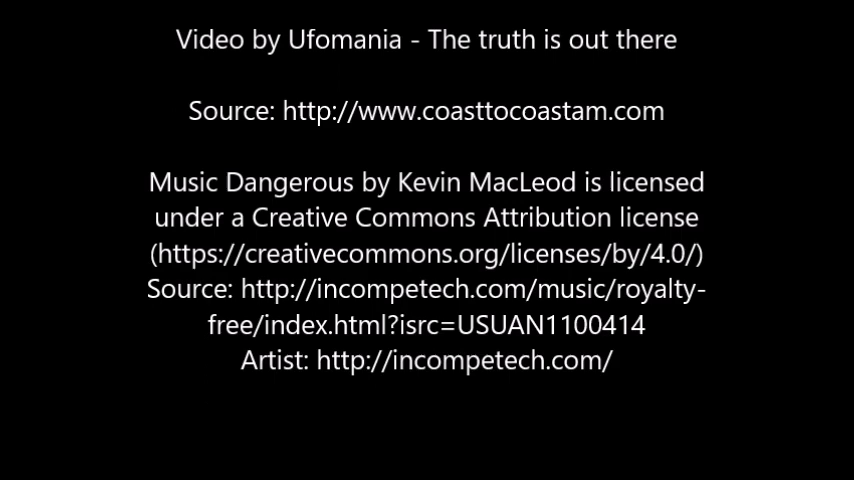 Video by Ufomania - The truth is out there
Source: http://www.coasttocoastam.com
Music Dangerous by Kevin MacLeod is licensed
under a Creative Commons Attribution license
(https://creativecommons.org/licenses/by/4.0/)
Source: http://incompetech.com/music/royalty-
free/index.html?isrc=USUAN1100414
Artist: http://incompetech.com/